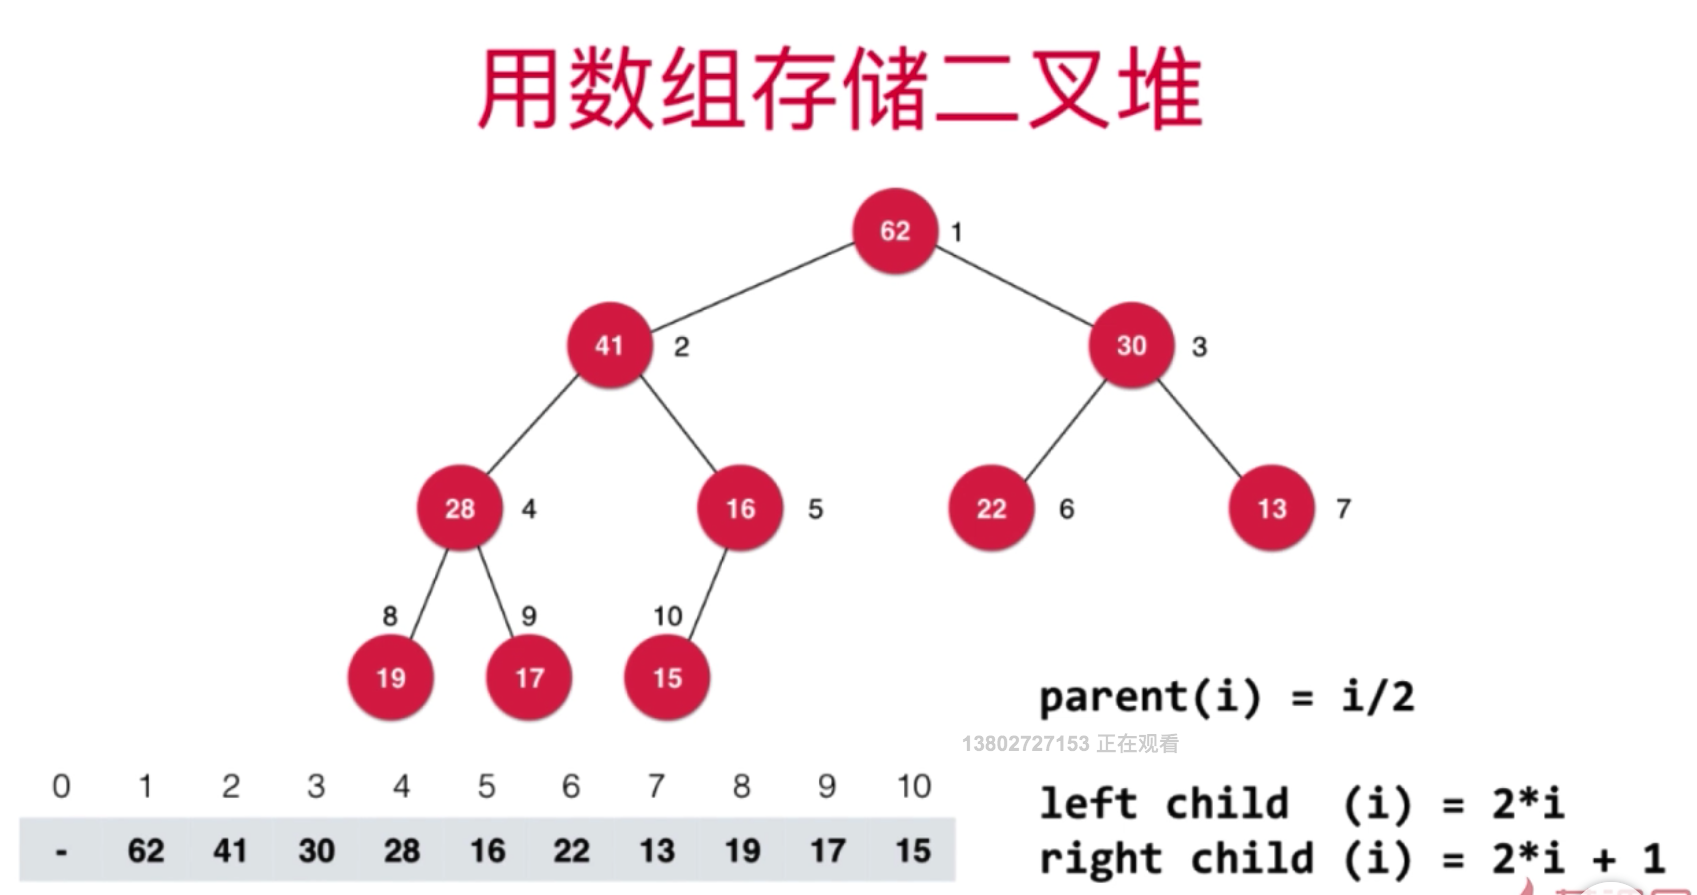 用数组存储二叉堆
62 1
41 2 30 3
28 4 16 5 22 6 13 7
8 9 10
19 17 15
parent(i) = i/2
13802727153 正在观看
left child (i) = 2*i
right child (i) = 2*i + 1
0 1 2 3 4 5 6 7 8 9 10
- 62 41 30 28 16 22 13 19 17 15